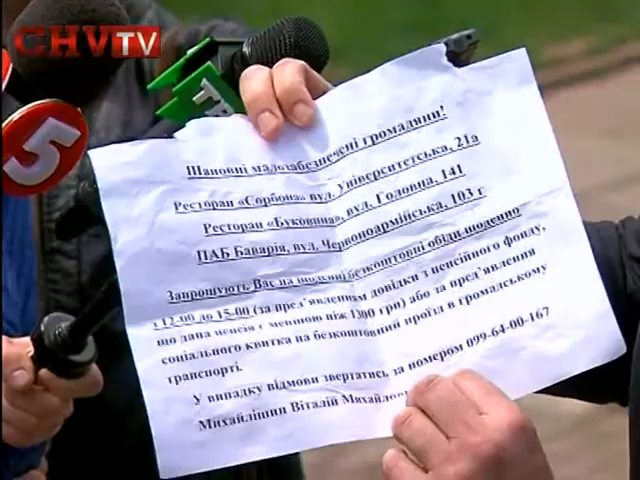 CHV TV
5
Шановні малозабезпечені громадяни!
Ресторан «Сорбона» вул. Університетська, 21а
Ресторан «Буковина», вул. Головна, 141
ПАБ Баварія, вул. Червоноармійська, 103 г
Запрошують Вас на щоденні безкоштовні обіди щоденно
з 12-00 до 15-00 (за пред'явленням довідки з пенсійного фонду,
що дана пенсія є меншою ніж 1300 грн) або за пред'явленням
соціального квитка на безкоштовний проїзд в громадському
транспорті.
У випадку відмови звертатись, за номером 099-64-00-167
Михайлішин Віталій